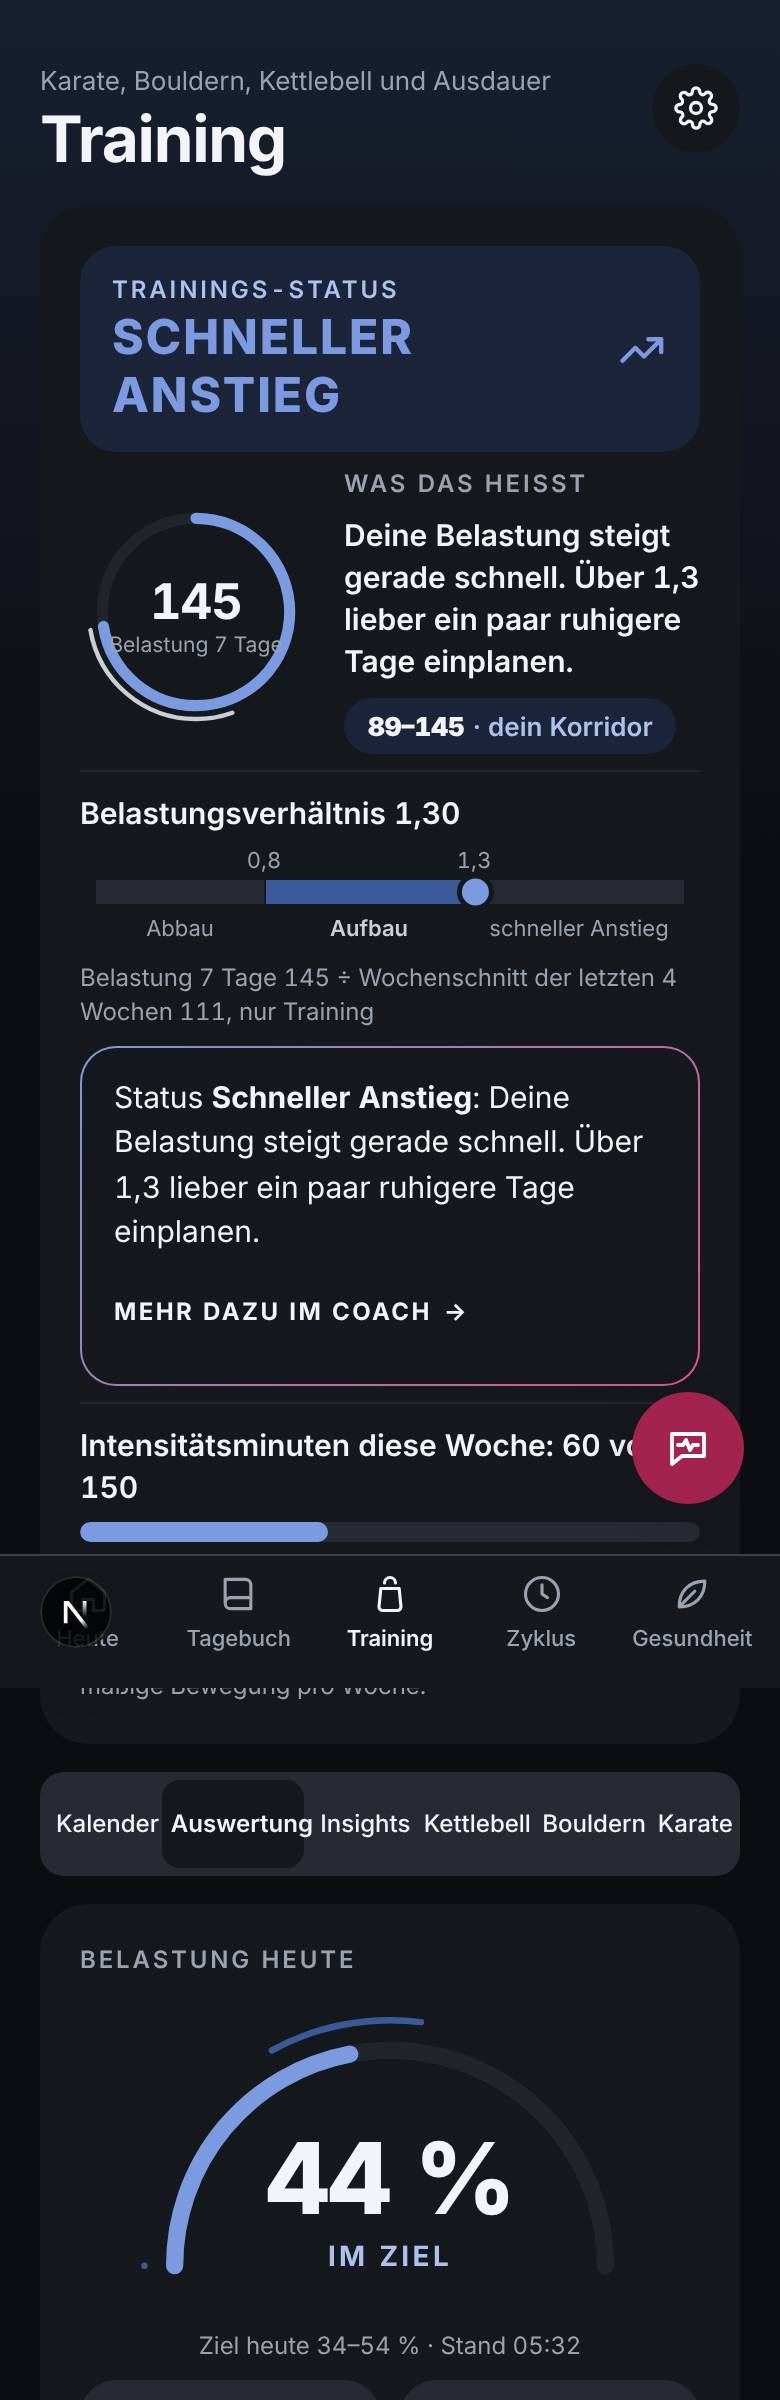 Karate, Bouldern, Kettlebell und Ausdauer
Training
TRAININGS-STATUS
SCHNELLER
ANSTIEG
WAS DAS HEISST
Deine Belastung steigt
gerade schnell. Über 1,3
lieber ein paar ruhigere
Tage einplanen.
145
Belastung 7 Tage
89–145 · dein Korridor
Belastungsverhältnis 1,30
0,8 1,3
Abbau Aufbau schneller Anstieg
Belastung 7 Tage 145 ÷ Wochenschnitt der letzten 4
Wochen 111, nur Training
Status Schneller Anstieg: Deine
Belastung steigt gerade schnell. Über
1,3 lieber ein paar ruhigere Tage
einplanen.
MEHR DAZU IM COACH →
Intensitätsminuten diese Woche: 60
150
N
Heute Tagebuch Training Zyklus Gesundheit
mäßige Bewegung pro Woche.
Kalender Auswertung Insights Kettlebell Bouldern Karate
BELASTUNG HEUTE
44 %
IM ZIEL
Ziel heute 34–54 % · Stand 05:32